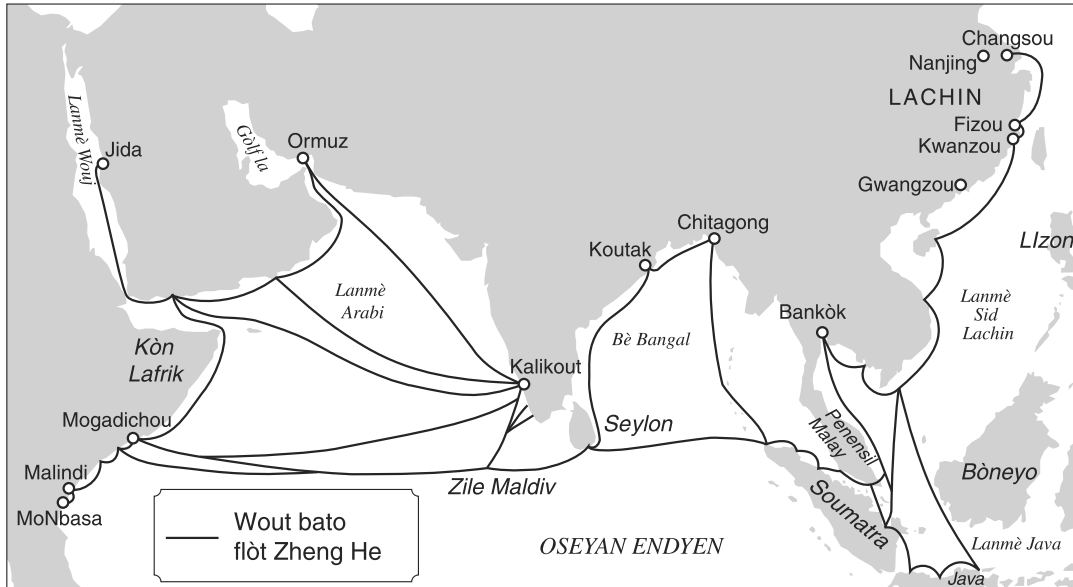 Changsou
Nanjing
LACHIN
Fizou
Kwanzou
Gwangzou
LIzon
Lanmè
Sid
Lachin
Lanmè Wouj
Jida
Gòlf la
Ormuz
Chitagong
Koutak
Lanmè
Arabi
Bè Bangal
Bankòk
Kòn
Lafrik
Kalikout
Mogadichou
Seylon
Penensil
Malay
Malindi
MoNbasa
Zile Maldiv
Soumatra
Bòneyo
Wout bato
flòt Zheng He
OSEYAN ENDYEN
Lanmè Java
Java